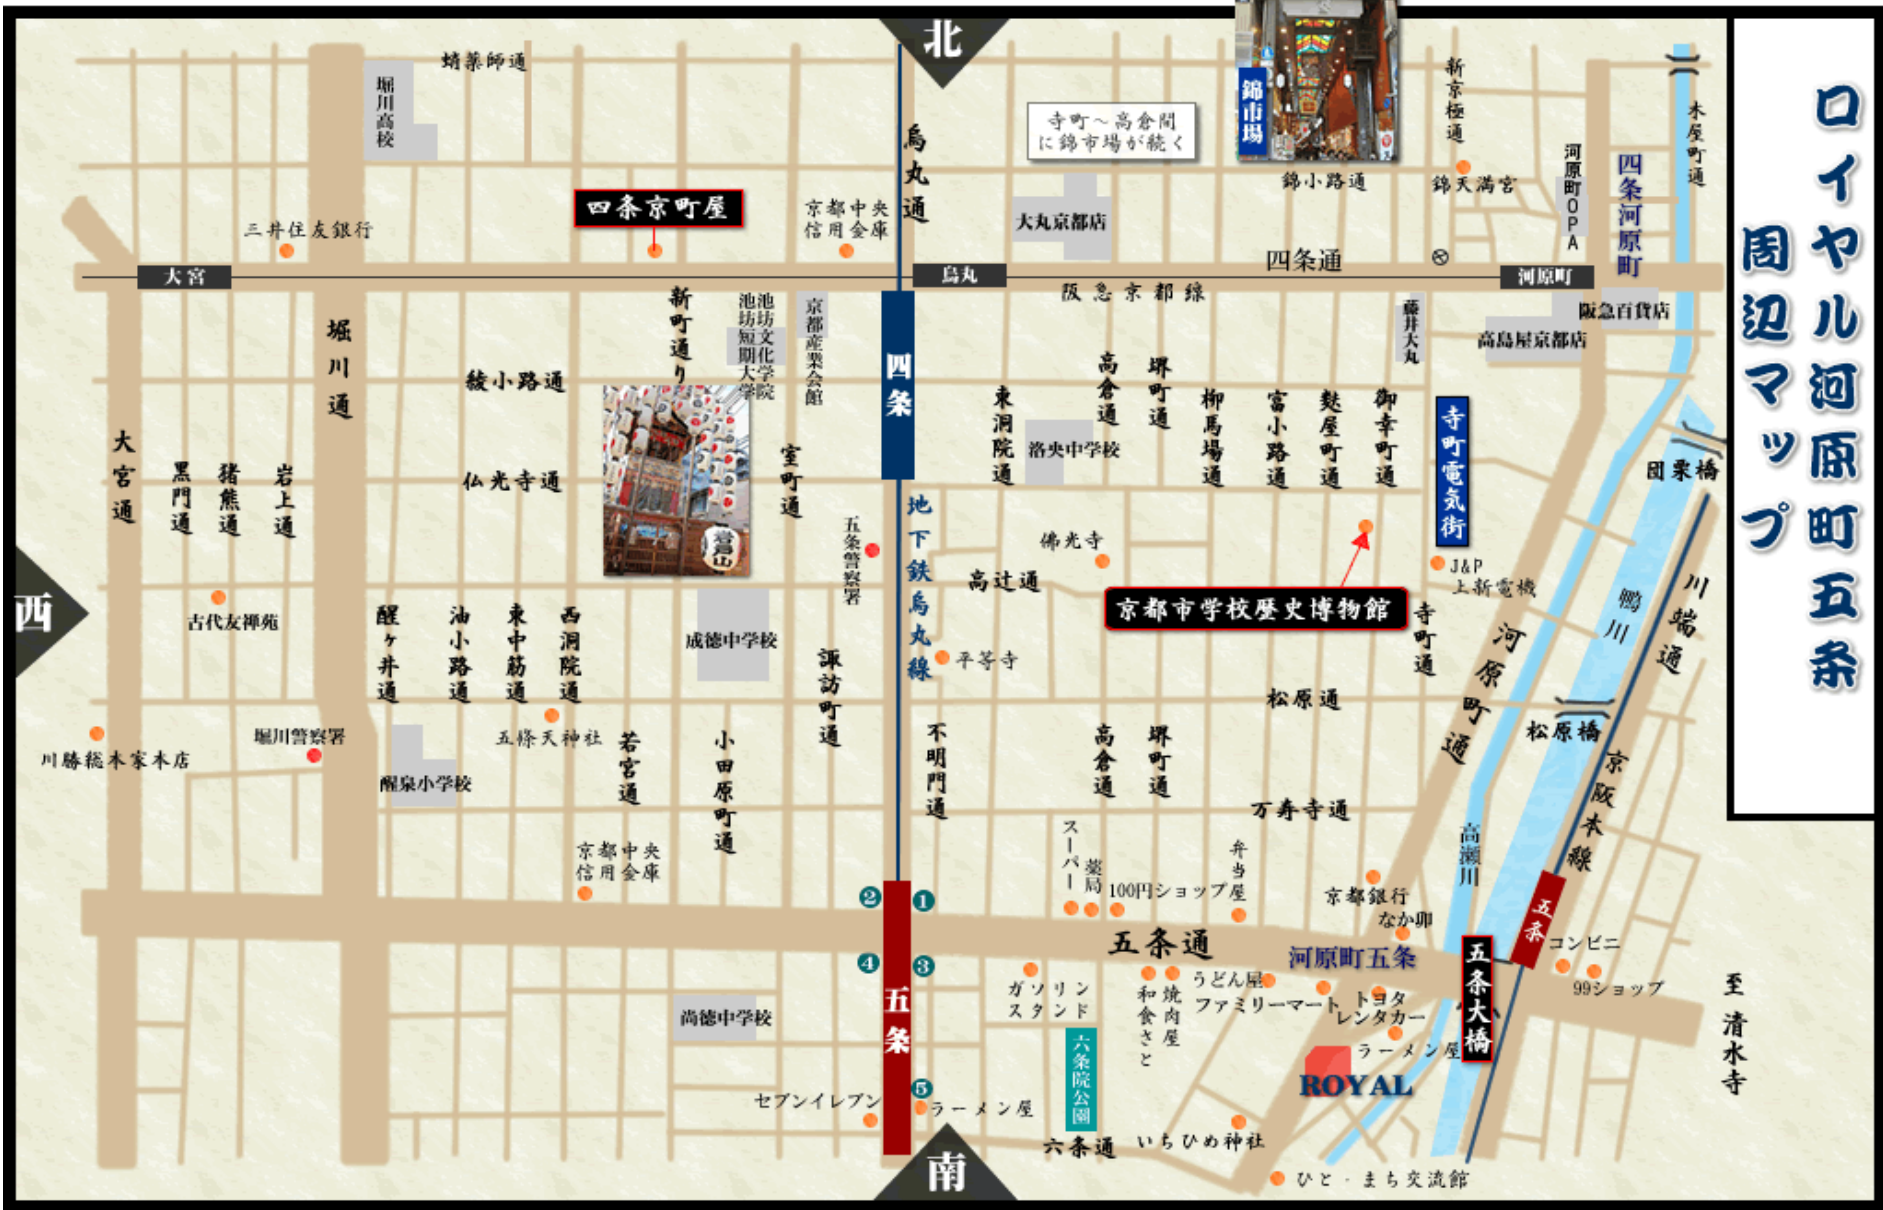 ロイヤル河原町五条
周辺マップ
北
蛸薬師通
堀川高校
烏丸通
寺町～高倉間
に錦市場が続く
錦市場
新京極通
木屋町通
河原町OPA
四条河原町
錦小路通
錦天満宮
三井住友銀行
四条京町屋
京都中央
信用金庫
大丸京都店
四条通
大宮
烏丸
河原町
阪急京都線
堀川通
新町通り
池坊文化学院
池坊短期大学
京都産業会館
四条
藤井大丸
阪急百貨店
高島屋京都店
綾小路通
東洞院通
高倉通
堺町通
柳馬場通
富小路通
麩屋町通
御幸町通
寺町電気街
洛央中学校
団栗橋
大宮通
黒門通
猪熊通
岩上通
仏光寺通
室町通
岩戸山
五条警察署
地下鉄烏丸線
佛光寺
高辻通
J&P
上新電機
京都市学校歴史博物館
寺町通
河原町通
鴨川
川端通
西
古代友禅苑
醒ヶ井通
油小路通
東中筋通
西洞院通
成徳中学校
諏訪町通
平等寺
松原通
松原橋
京阪本線
川勝総本家本店
堀川警察署
五條天神社
醒泉小学校
若宮通
小田原町通
不明門通
高倉通
堺町通
万寿寺通
高瀬川
京都中央
信用金庫
スーパー
薬局
100円ショップ
弁当屋
京都銀行
なか卯
2
1
4
3
五条
五条通
河原町五条
五条大橋
五条
コンビニ
99ショップ
至 清水寺
ガソリン
スタンド
和食さと
焼肉屋
うどん屋
ファミリーマート
トヨタ
レンタカー
ラーメン屋
尚徳中学校
六条院公園
ROYAL
セブンイレブン
5
ラーメン屋
六条通
いちひめ神社
南
ひと・まち交流館